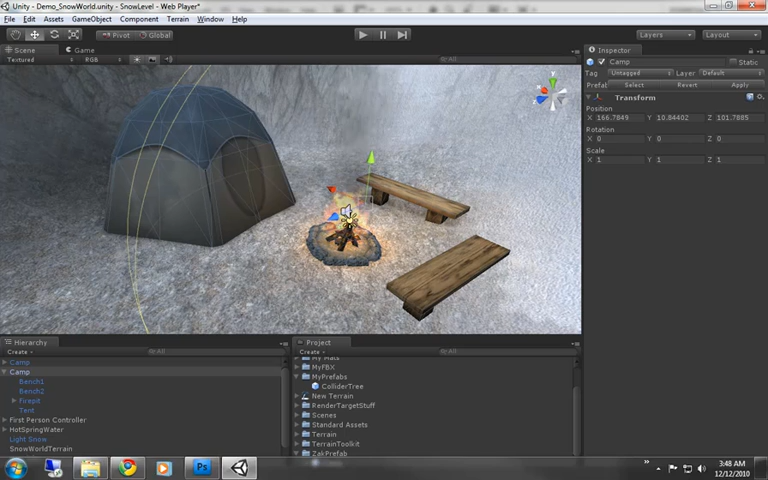 Unity - Demo_SnowWorld.unity - SnowLevel - Web Player*
File Edit Assets GameObject Component Terrain Window Help
Pivot Global Layers Layout
Scene Game
Textured RGB All
Inspector
Camp Static
Tag Untagged Layer Default
Prefab Select Revert Apply
Transform
Position
X 166.7849 Y 10.84402 Z 101.7885
Rotation
X 0 Y 0 Z 0
Scale
X 1 Y 1 Z 1
Hierarchy
Create All
Camp
Camp
Bench1
Bench2
Firepit
Tent
First Person Controller
HotSpringWater
Light Snow
SnowWorldTerrain
Project
Create All
My Mats
MyFBX
MyPrefabs
ColliderTree
New Terrain
RenderTargetStuff
Scenes
Standard Assets
Terrain
TerrainToolkit
ZakPrefab
Ps
3:48 AM
12/12/2010